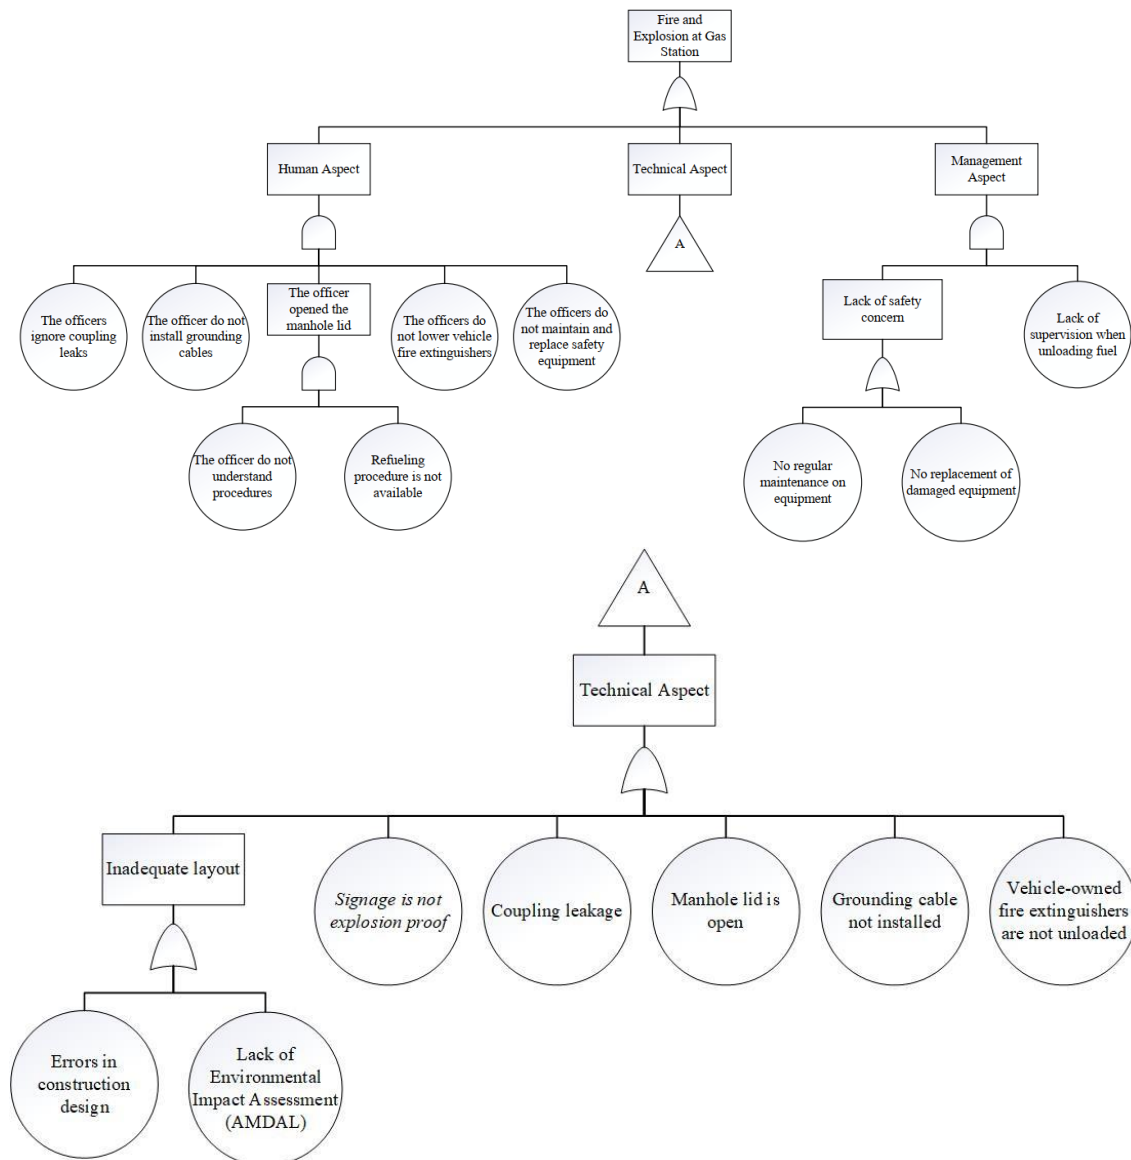 Fire and
Explosion at Gas
Station
Human Aspect
Technical Aspect
Management
Aspect
A
The officers
ignore coupling
leaks
The officer do not
install grounding
cables
The officer
opened the
manhole lid
The officers do
not lower vehicle
fire extinguishers
The officers do
not maintain and
replace safety
equipment
Lack of safety
concern
Lack of
supervision when
unloading fuel
The officer do not
understand
procedures
Refueling
procedure is not
available
No regular
maintenance on
equipment
No replacement of
damaged equipment
A
Technical Aspect
Inadequate layout
Signage is not
explosion proof
Coupling leakage
Manhole lid is
open
Grounding cable
not installed
Vehicle-owned
fire extinguishers
are not unloaded
Errors in
construction
design
Lack of
Environmental
Impact Assessment
(AMDAL)